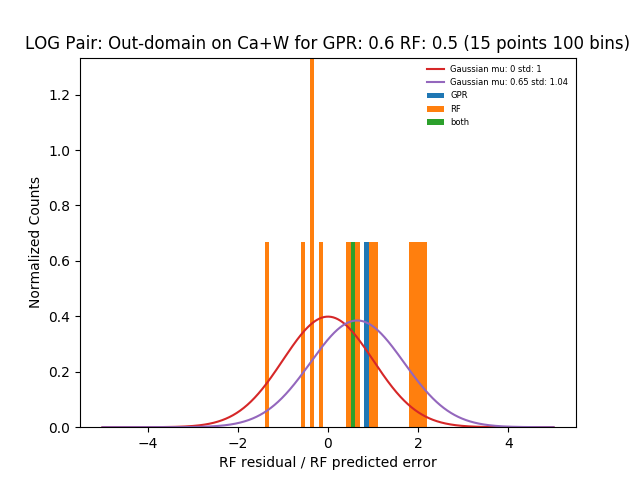 LOG Pair: Out-domain on Ca+W for GPR: 0.6 RF: 0.5 (15 points 100 bins)
Gaussian mu: 0 std: 1
Gaussian mu: 0.65 std: 1.04
GPR
RF
both
Normalized Counts
1.2
1.0
0.8
0.6
0.4
0.2
0.0
−4 −2 0 2 4
RF residual / RF predicted error